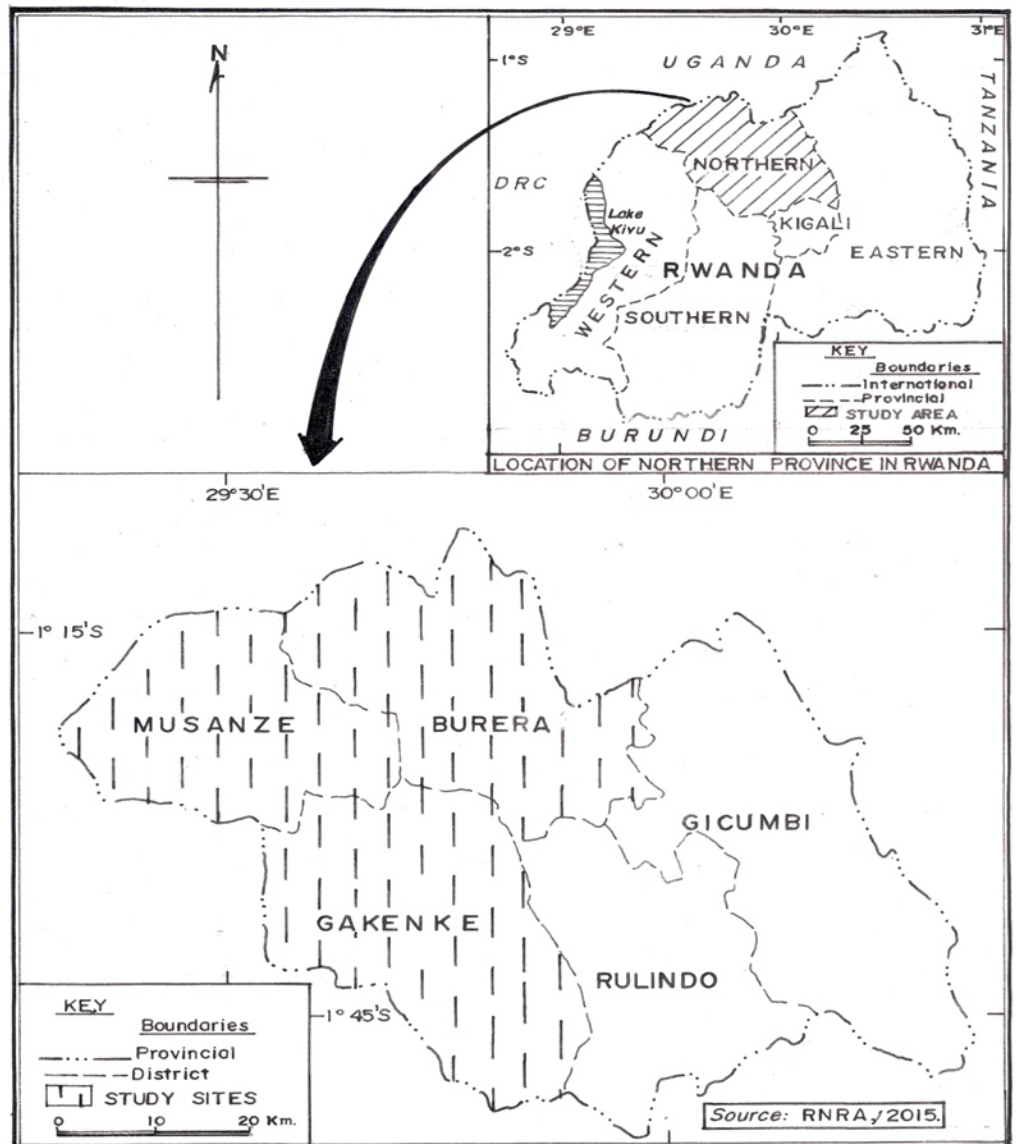 N
29°E 30°E 31°E
1°S
UGANDA
TANZANIA
DRC
NORTHERN
Lake
Kivu
KIGALI
2°S
WESTERN
RWANDA
EASTERN
SOUTHERN
BURUNDI
KEY
Boundaries
International
Provincial
STUDY AREA
0 25 50 Km.
LOCATION OF NORTHERN PROVINCE IN RWANDA
29°30'E 30°00'E
1° 15'S
MUSANZE BURERA
GICUMBI
GAKENKE
RULINDO
1° 45'S
KEY
Boundaries
Provincial
District
STUDY SITES
0 10 20 Km.
Source: RNRA,/2015.